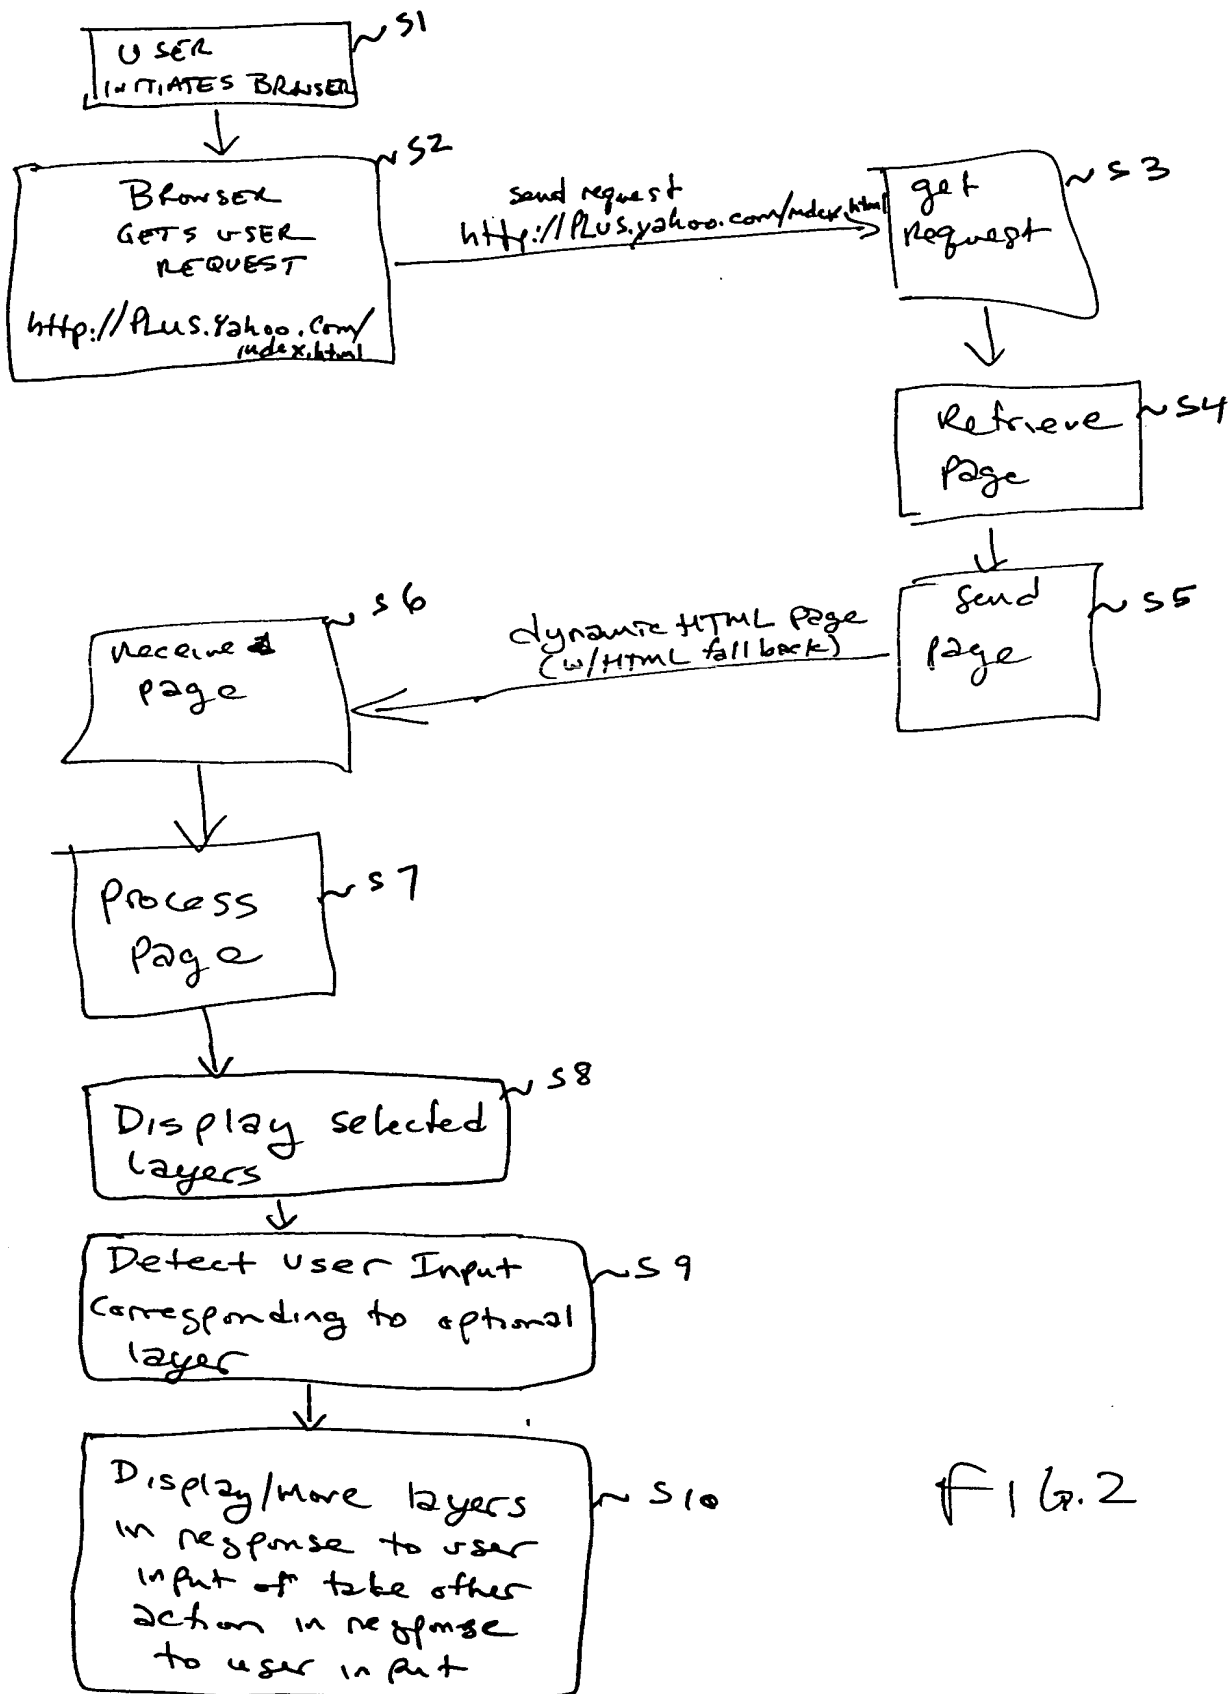 USER
INITIATES BROWSER
S1
BROWSER
GETS USER
REQUEST
http://PLUS.Yahoo.Com/
index.html
S2
send request
http://PLUS.yahoo.com/index.html
get
request
S3
Retrieve
page
S4
Send
page
S5
dynamic HTML page
(w/HTML fall back)
receive
page
S6
Process
Page
S7
Display selected
layers
S8
Detect user Input
corresponding to optional
layer
S9
Display/move layers
in response to user
input or take other
action in response
to user input
S10
FIG.2